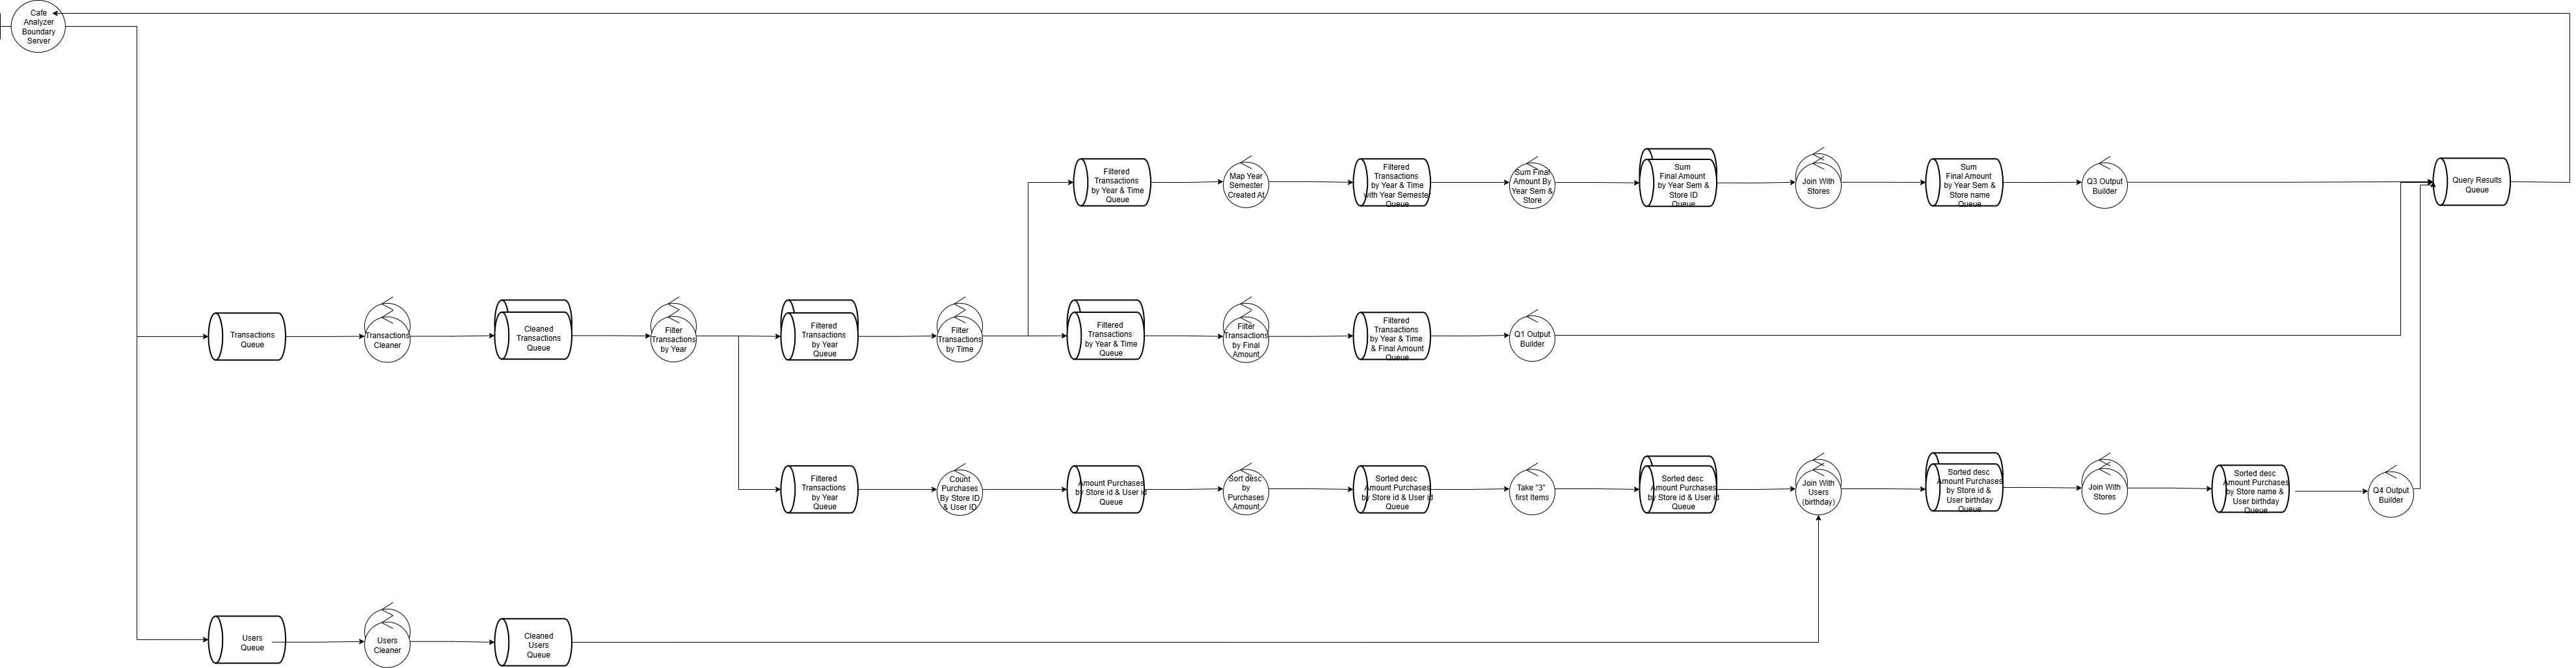 Cafe
Analyzer
Boundary
Server
Filtered
Transactions
by Year & Time
Queue
Map Year
Semester
Created At
Filtered
Transactions
by Year & Time
with Year Semester
Queue
Sum Final
Amount By
Year Sem &
Store
Sum
Final Amount
by Year Sem &
Store ID
Queue
Join With
Stores
Sum
Final Amount
by Year Sem &
Store name
Queue
Q3 Output
Builder
Query Results
Queue
Transactions
Queue
Transactions
Cleaner
Cleaned
Transactions
Queue
Filter
Transactions
by Year
Filtered
Transactions
by Year
Queue
Filter
Transactions
by Time
Filtered
Transactions
by Year & Time
Queue
Filter
Transactions
by Final
Amount
Filtered
Transactions
by Year & Time
& Final Amount
Queue
Q1 Output
Builder
Filtered
Transactions
by Year
Queue
Count
Purchases
By Store ID
& User ID
Amount Purchases
by Store id & User id
Queue
Sort desc
by
Purchases
Amount
Sorted desc
Amount Purchases
by Store id & User id
Queue
Take "3"
first Items
Sorted desc
Amount Purchases
by Store id & User id
Queue
Join With
Users
(birthday)
Sorted desc
Amount Purchases
by Store id &
User birthday
Queue
Join With
Stores
Sorted desc
Amount Purchases
by Store name &
User birthday
Queue
Q4 Output
Builder
Users
Queue
Users
Cleaner
Cleaned
Users
Queue